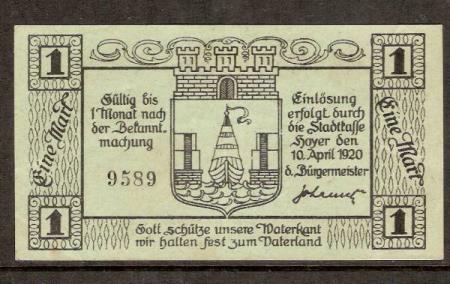 1
1
Eine Mark
Gültig bis
1 Monat nach
der Bekannt-
machung
9589
Einlösung
erfolgt durch
die Stadtkasse
Hoyer den
10. April 1920
d. Bürgermeister
Eine Mark
1
1
Gott schütze unsere Waterkant
wir halten fest zum Vaterland